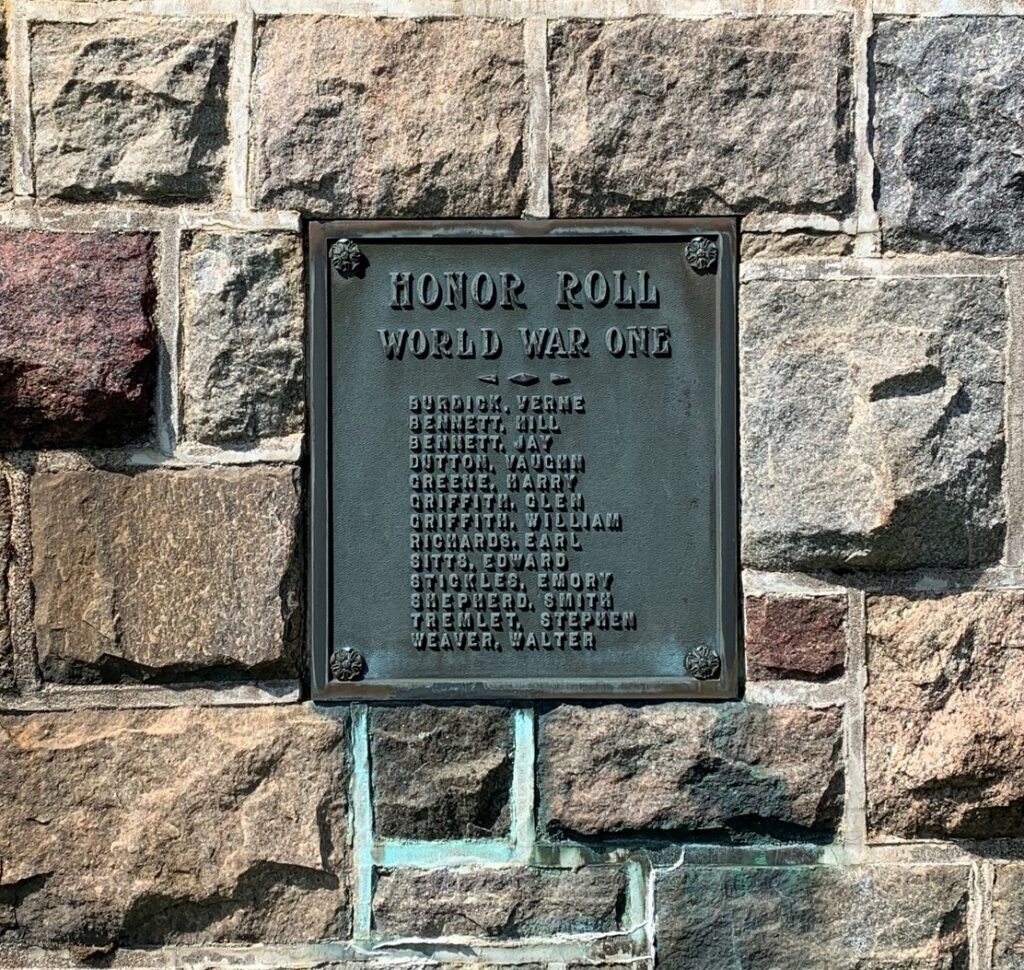 HONOR ROLL
WORLD WAR ONE
BURDICK, VERNE
BENNETT, HILL
BENNETT, JAY
DUTTON, VAUGHN
GREENE, HARRY
GRIFFITH, GLEN
GRIFFITH, WILLIAM
RICHARDS, EARL
SITTS, EDWARD
STICKLES, EMORY
SHEPHERD, SMITH
TREMLET, STEPHEN
WEAVER, WALTER